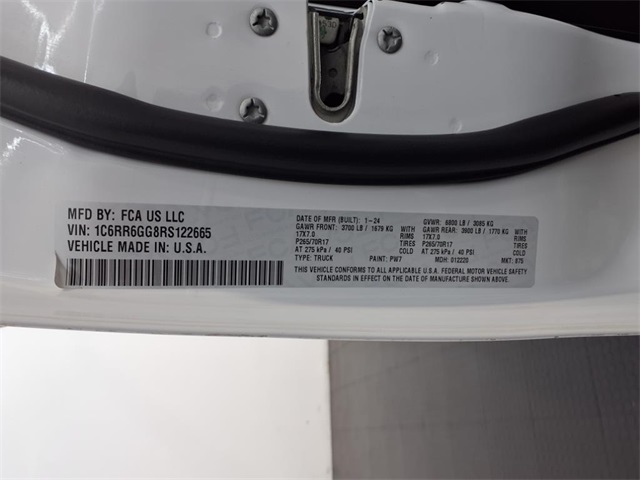 MFD BY: FCA US LLC
VIN: 1C6RR6GG8RS122665
VEHICLE MADE IN: U.S.A.
DATE OF MFR (BUILT): 1-24 GVWR: 6800 LB / 3085 KG
GAWR FRONT: 3700 LB / 1679 KG WITH GAWR REAR: 3900 LB / 1770 KG WITH
17X7.0 RIMS 17X7.0 RIMS
P265/70R17 TIRES P265/70R17 TIRES
AT 275 kPa / 40 PSI COLD AT 275 kPa / 40 PSI COLD
TYPE: TRUCK PAINT: PW7 MDH: 012225 MKT: 875
THIS VEHICLE CONFORMS TO ALL APPLICABLE U.S.A. FEDERAL MOTOR VEHICLE SAFETY
STANDARDS IN EFFECT ON THE DATE OF MANUFACTURE SHOWN ABOVE.